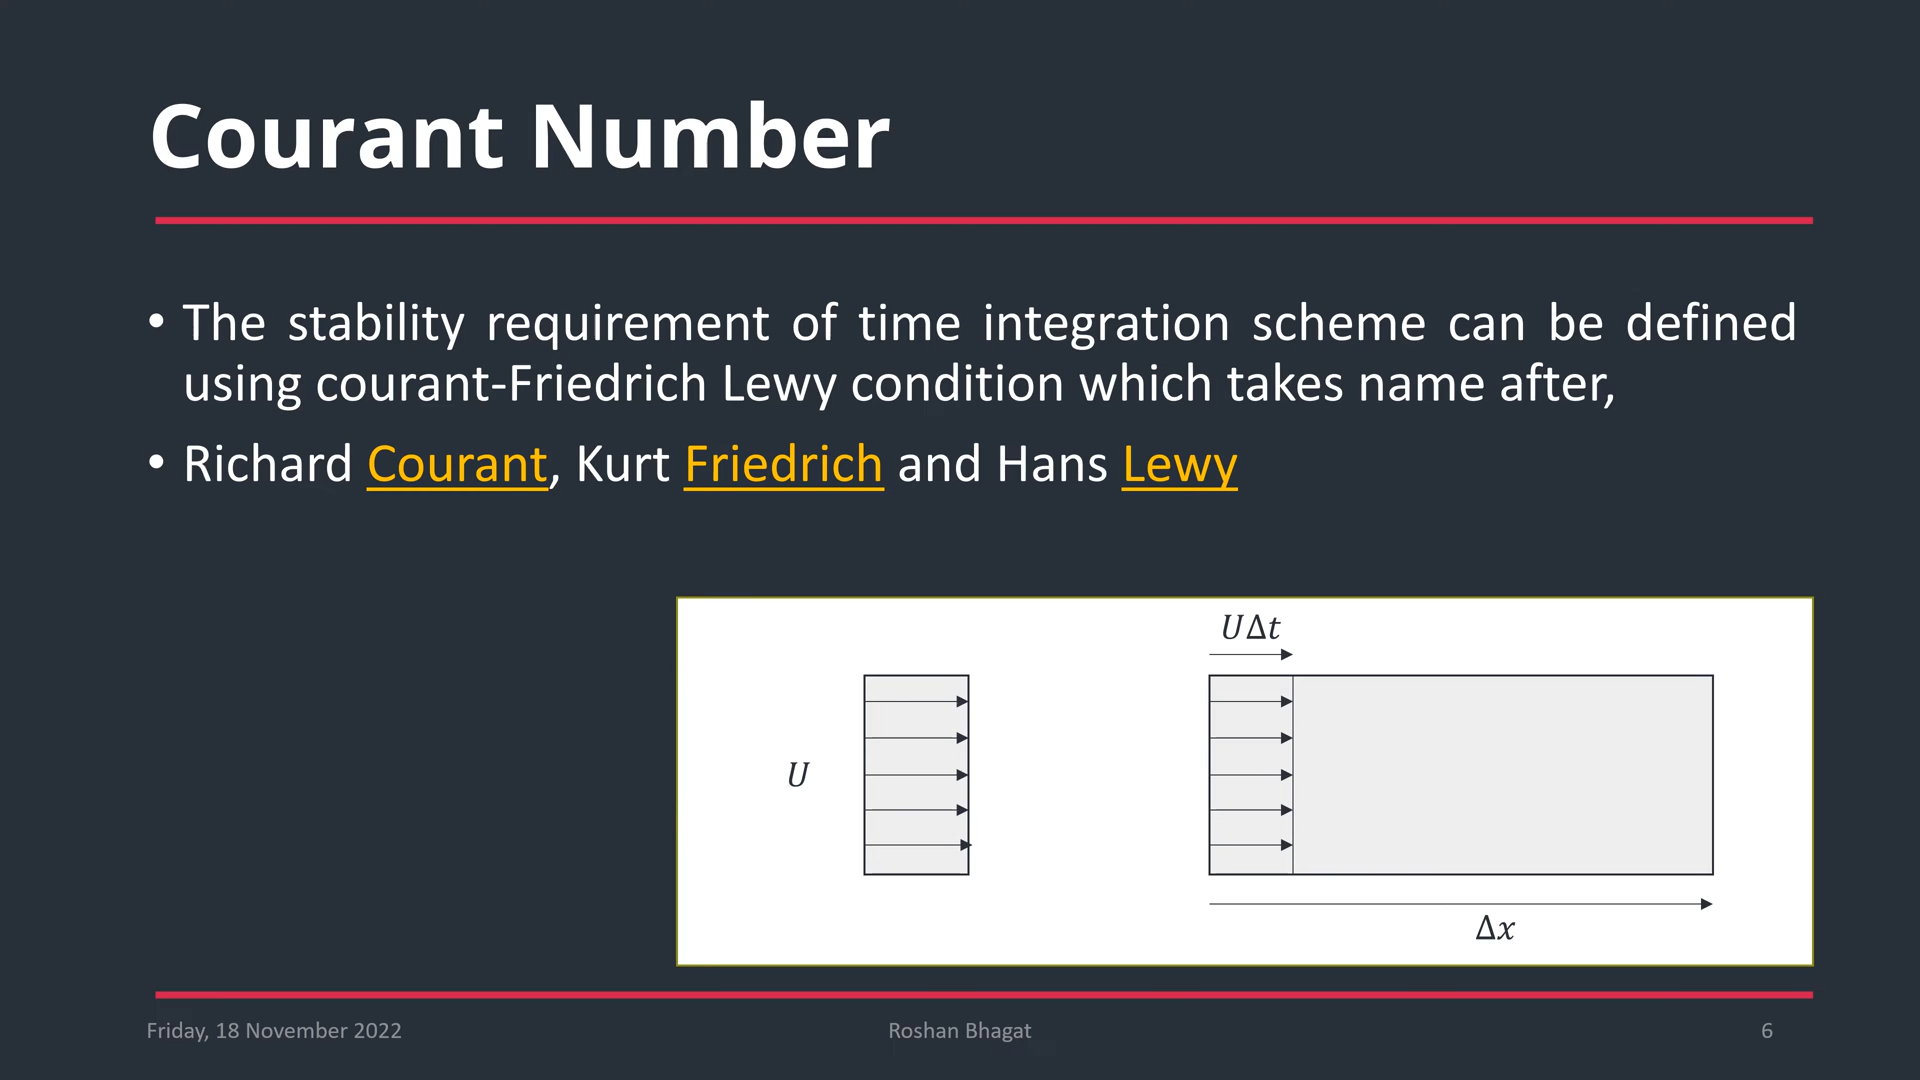 Courant Number
• The stability requirement of time integration scheme can be defined
using courant-Friedrich Lewy condition which takes name after,
• Richard Courant, Kurt Friedrich and Hans Lewy
UΔt
U
Δx
Friday, 18 November 2022
Roshan Bhagat
6